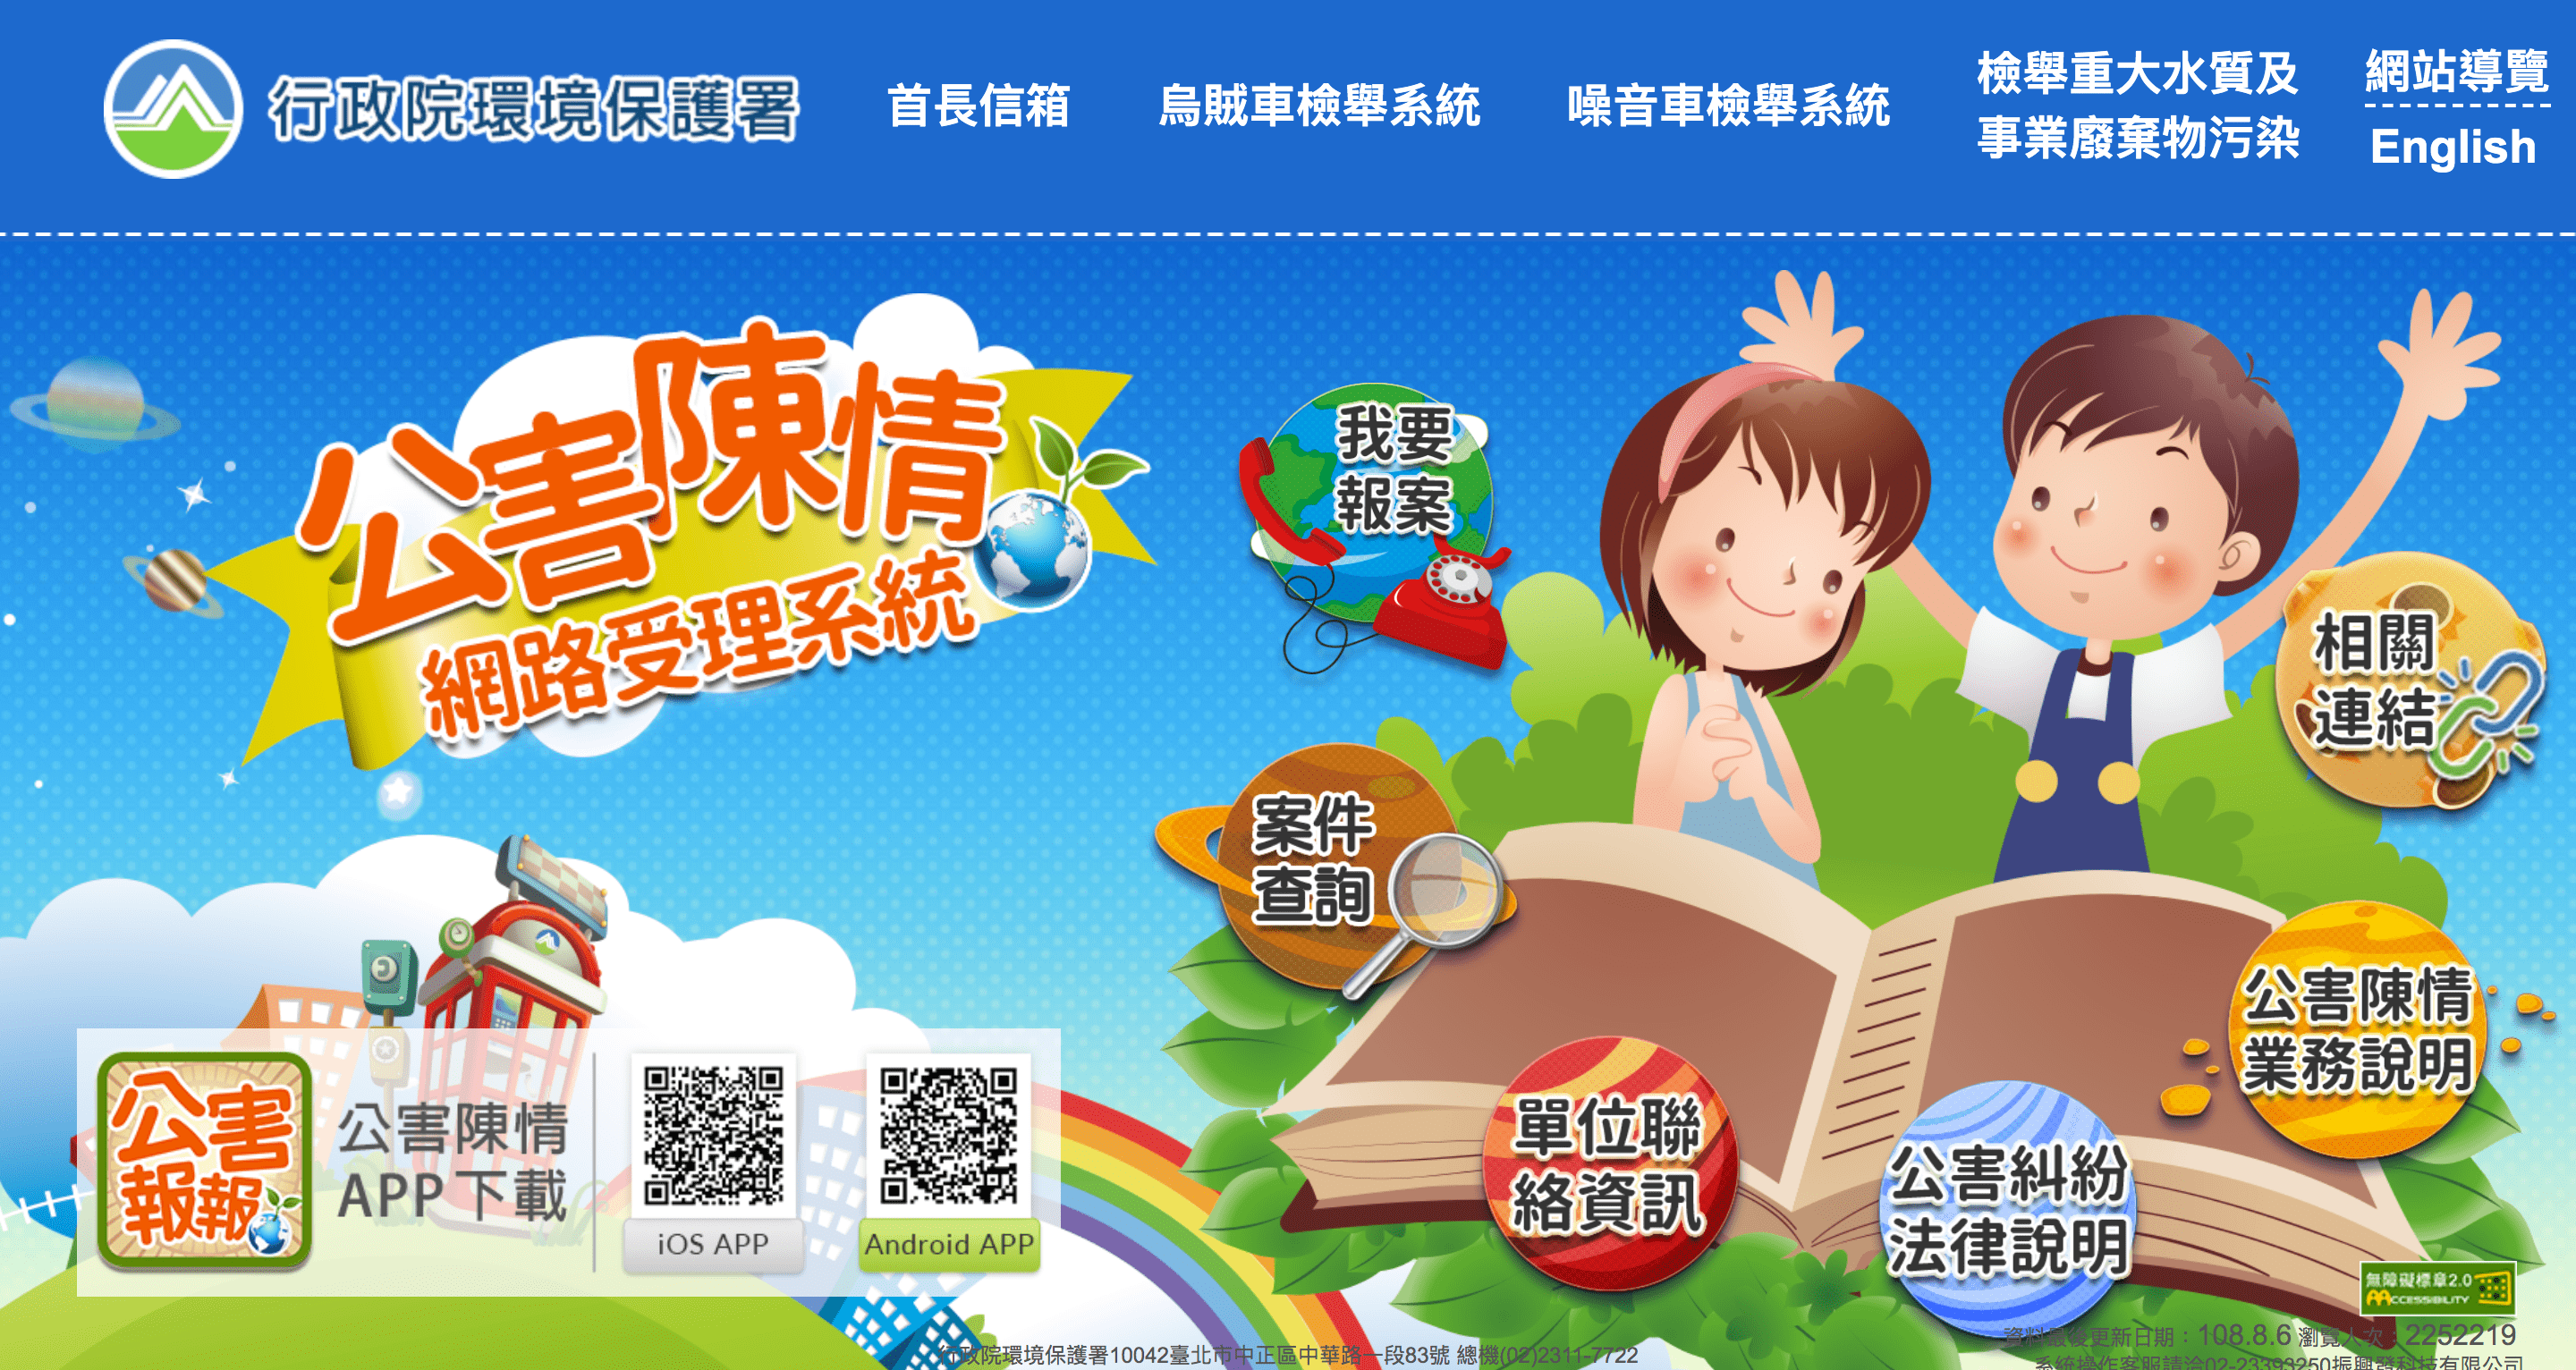 行政院環境保護署
首長信箱
烏賊車檢舉系統
噪音車檢舉系統
檢舉重大水質及
事業廢棄物污染
網站導覽
English
公害陳情
網路受理系統
我要
報案
相關
連結
案件
查詢
公害陳情
業務說明
單位聯
絡資訊
公害糾紛
法律說明
公害
報報
公害陳情
APP下載
iOS APP
Android APP
無障礙標章2.0
ACCESSIBILITY
資料最後更新日期：108.8.6 瀏覽人次：2252219
行政院環境保護署10042臺北市中正區中華路一段83號 總機(02)2311-7722
系統操作客服請洽02-23393250振興發科技有限公司